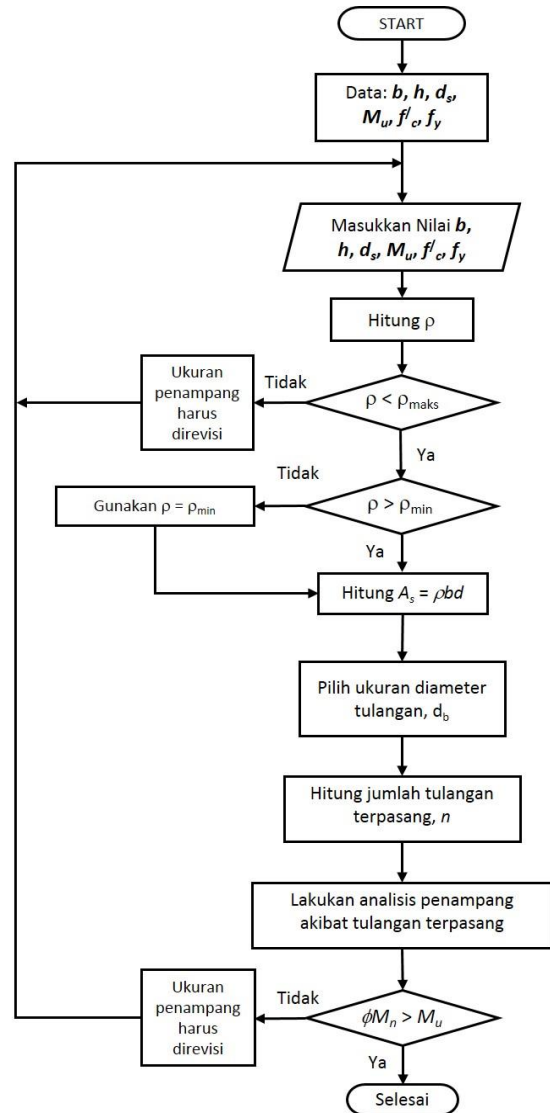 START
Data: b, h, dₛ,
Mᵤ, f/c, fy
Masukkan Nilai b,
h, dₛ, Mᵤ, f/c, fy
Hitung ρ
Ukuran
penampang
harus
direvisi
Tidak
ρ < ρmaks
Ya
Tidak
Gunakan ρ = ρmin
ρ > ρmin
Ya
Hitung Aₛ = ρbd
Pilih ukuran diameter
tulangan, db
Hitung jumlah tulangan
terpasang, n
Lakukan analisis penampang
akibat tulangan terpasang
Ukuran
penampang
harus
direvisi
Tidak
ϕMₙ > Mᵤ
Ya
Selesai